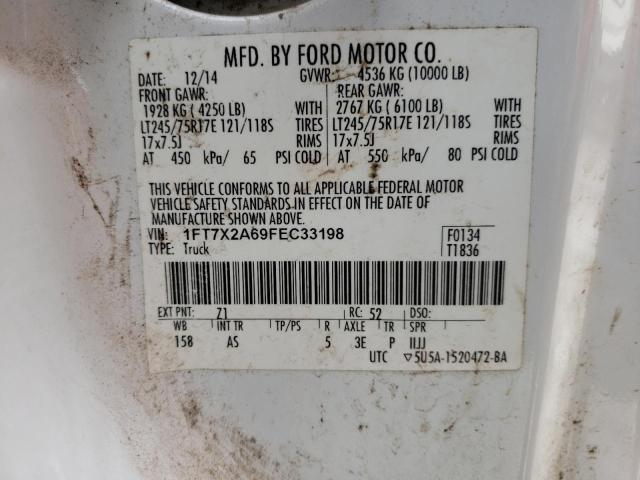 MFD. BY FORD MOTOR CO.
DATE: 12/14 GVWR: 4536 KG (10000 LB)
FRONT GAWR: REAR GAWR:
1928 KG ( 4250 LB) WITH 2767 KG ( 6100 LB) WITH
LT245/75R17E 121/118S TIRES LT245/75R17E 121/118S TIRES
17x7.5J RIMS 17x7.5J RIMS
AT 450 kPa/ 65 PSI COLD AT 550 kPa/ 80 PSI COLD
THIS VEHICLE CONFORMS TO ALL APPLICABLE FEDERAL MOTOR
VEHICLE SAFETY STANDARDS IN EFFECT ON THE DATE OF
MANUFACTURE SHOWN ABOVE.
VIN: 1FT7X2A69FEC33198 F0134
TYPE: Truck T1836
EXT PNT: Z1 RC: 52 DSO:
WB INT TR TP/PS R AXLE TR SPR
158 AS 5 3E P IIJJ
UTC ▽5U5A-1520472-BA